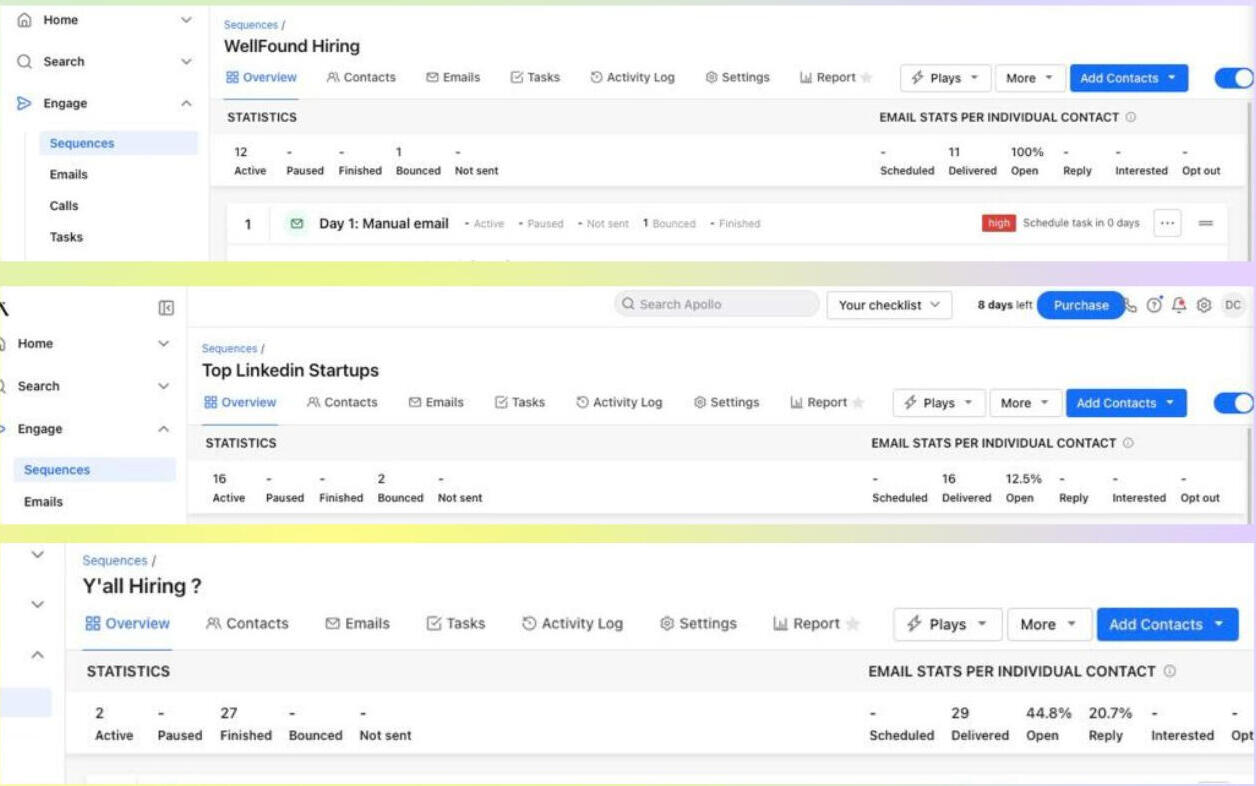 Home
Sequences /
WellFound Hiring
Search
Overview Contacts Emails Tasks Activity Log Settings Report Plays More Add Contacts
Engage
STATISTICS EMAIL STATS PER INDIVIDUAL CONTACT
Sequences
12 - - 1 - - 11 100% - - -
Active Paused Finished Bounced Not sent Scheduled Delivered Open Reply Interested Opt out
Emails
Calls
1 Day 1: Manual email - Active - Paused - Not sent 1 Bounced - Finished high Schedule task in 0 days ...
Tasks
Search Apollo Your checklist 8 days left Purchase DC
Home
Sequences /
Top Linkedin Startups
Search
Overview Contacts Emails Tasks Activity Log Settings Report Plays More Add Contacts
Engage
STATISTICS EMAIL STATS PER INDIVIDUAL CONTACT
Sequences
16 - - 2 - - 16 12.5% - - -
Active Paused Finished Bounced Not sent Scheduled Delivered Open Reply Interested Opt out
Emails
Sequences /
Y'all Hiring ?
Overview Contacts Emails Tasks Activity Log Settings Report Plays More Add Contacts
STATISTICS EMAIL STATS PER INDIVIDUAL CONTACT
2 - 27 - - - 29 44.8% 20.7% - -
Active Paused Finished Bounced Not sent Scheduled Delivered Open Reply Interested Opt